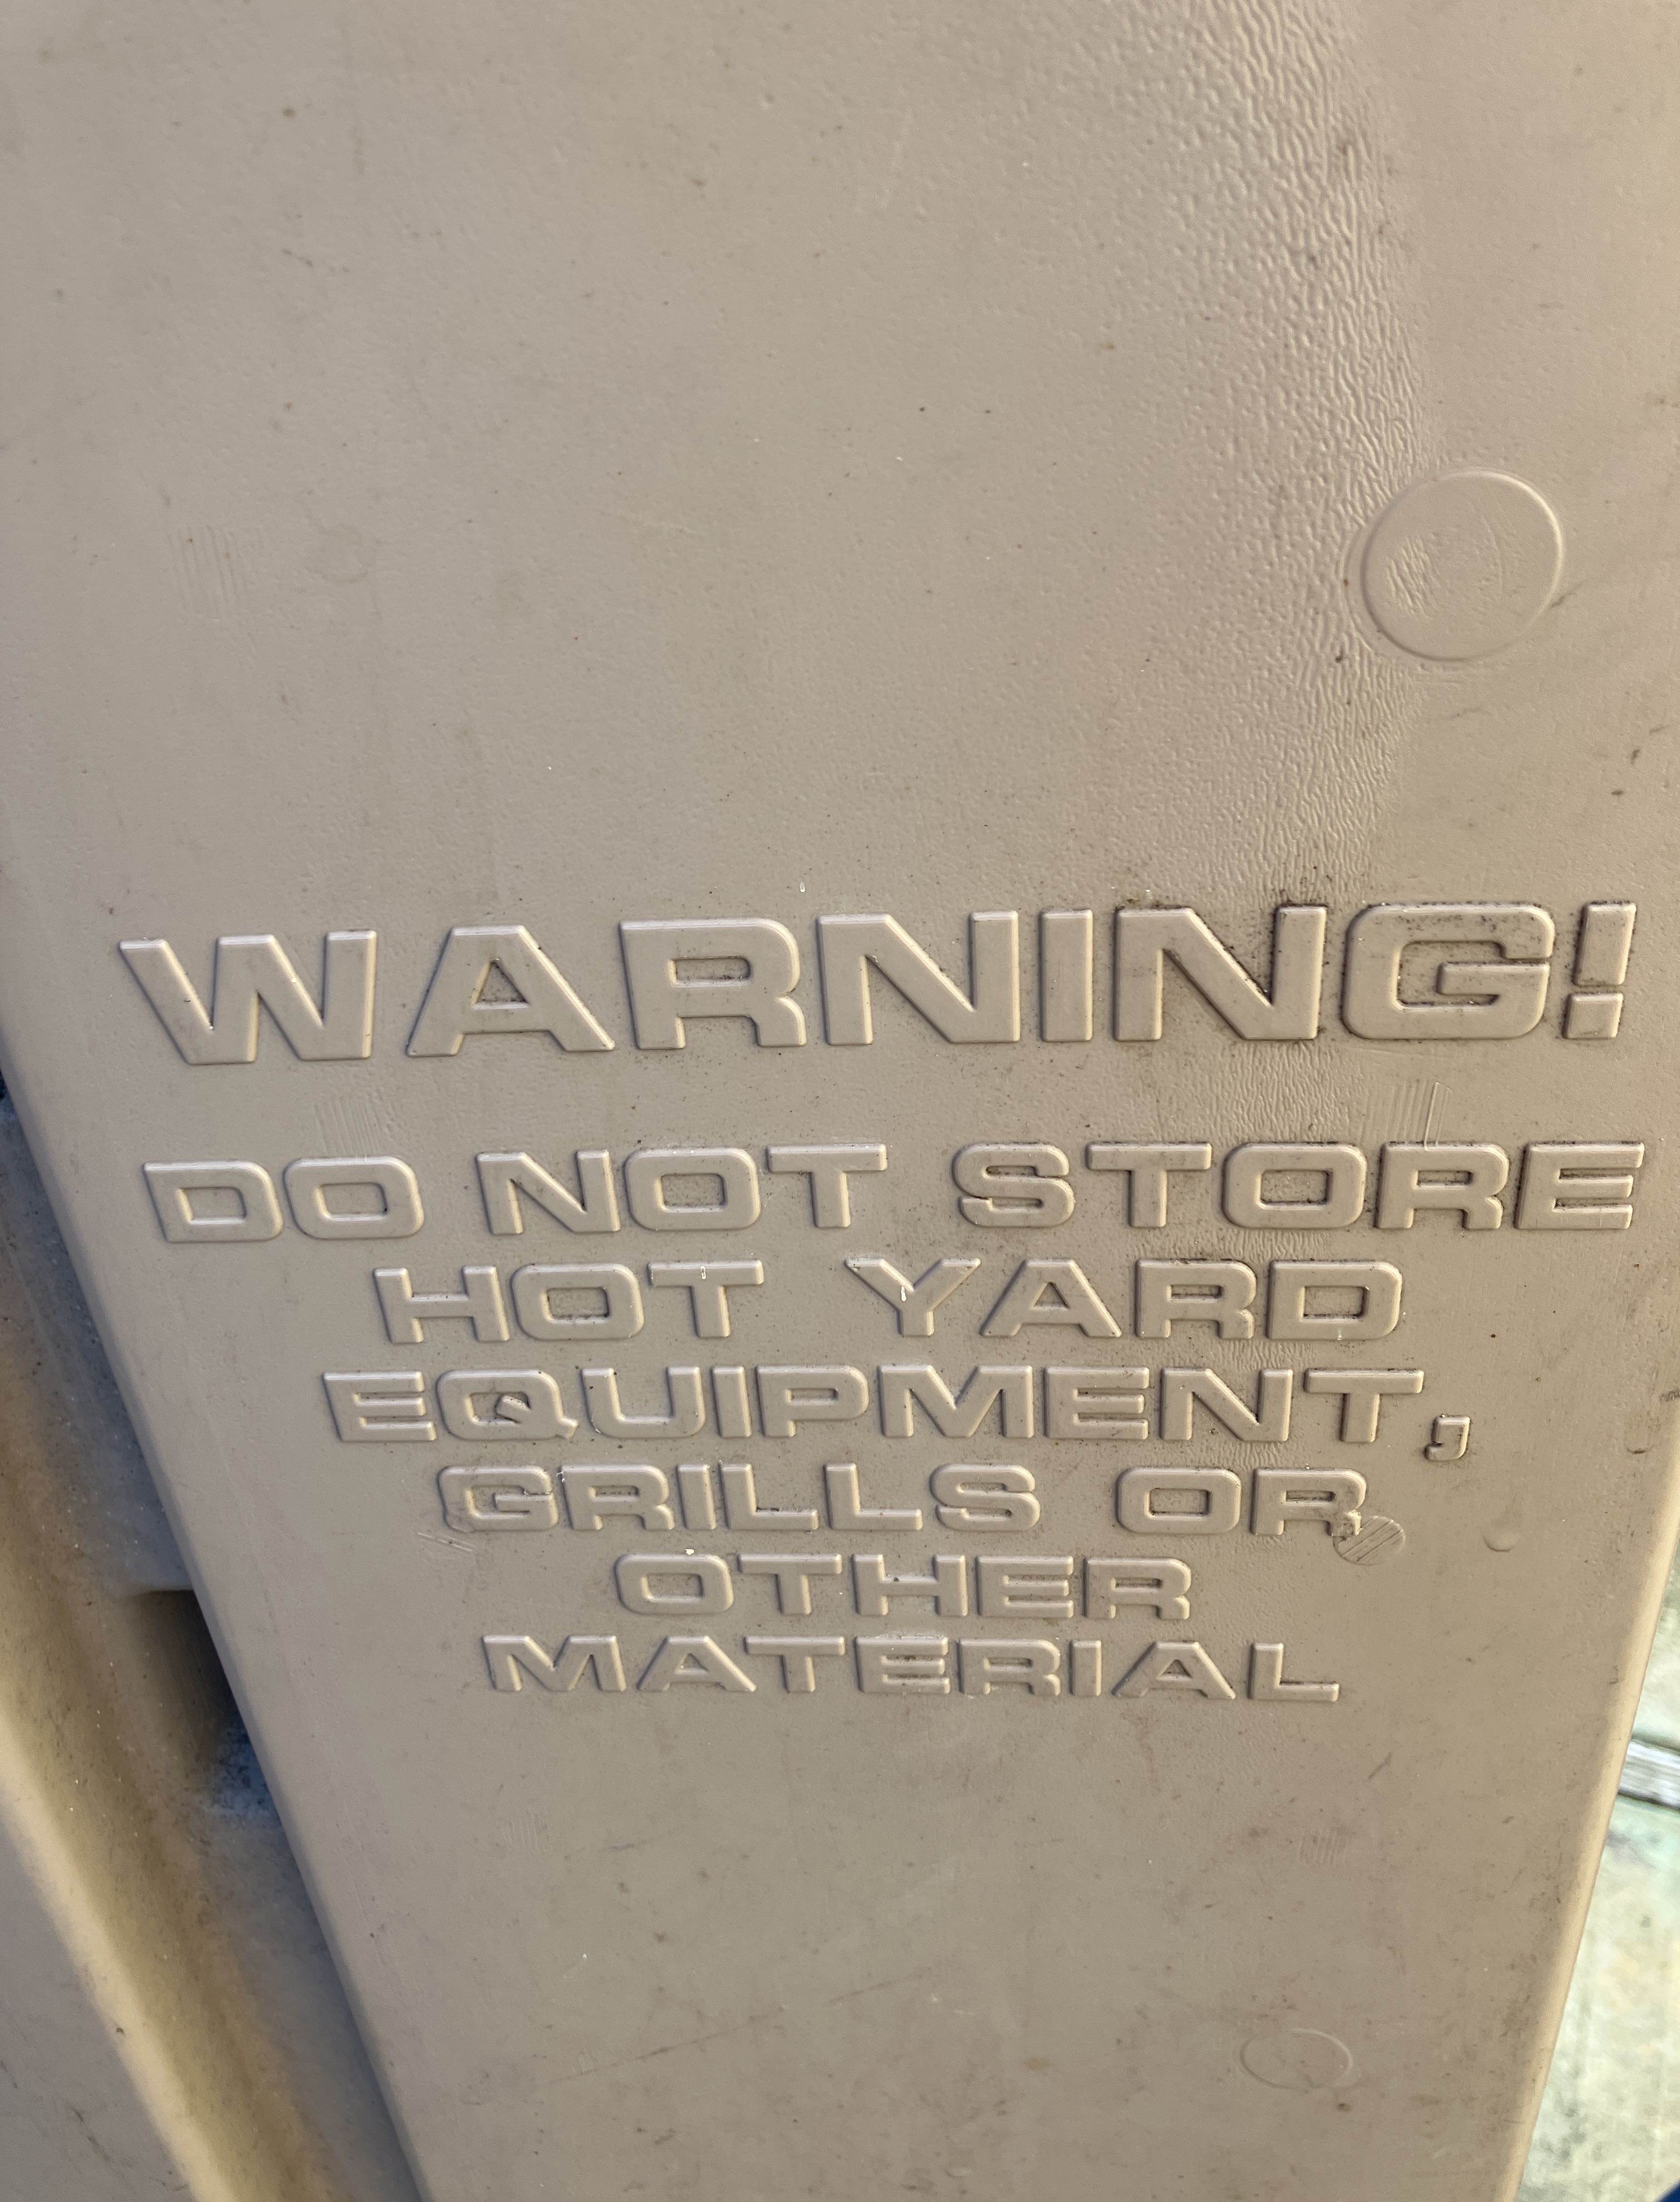 WARNING!
DO NOT STORE
HOT YARD
EQUIPMENT,
GRILLS OR
OTHER
MATERIAL